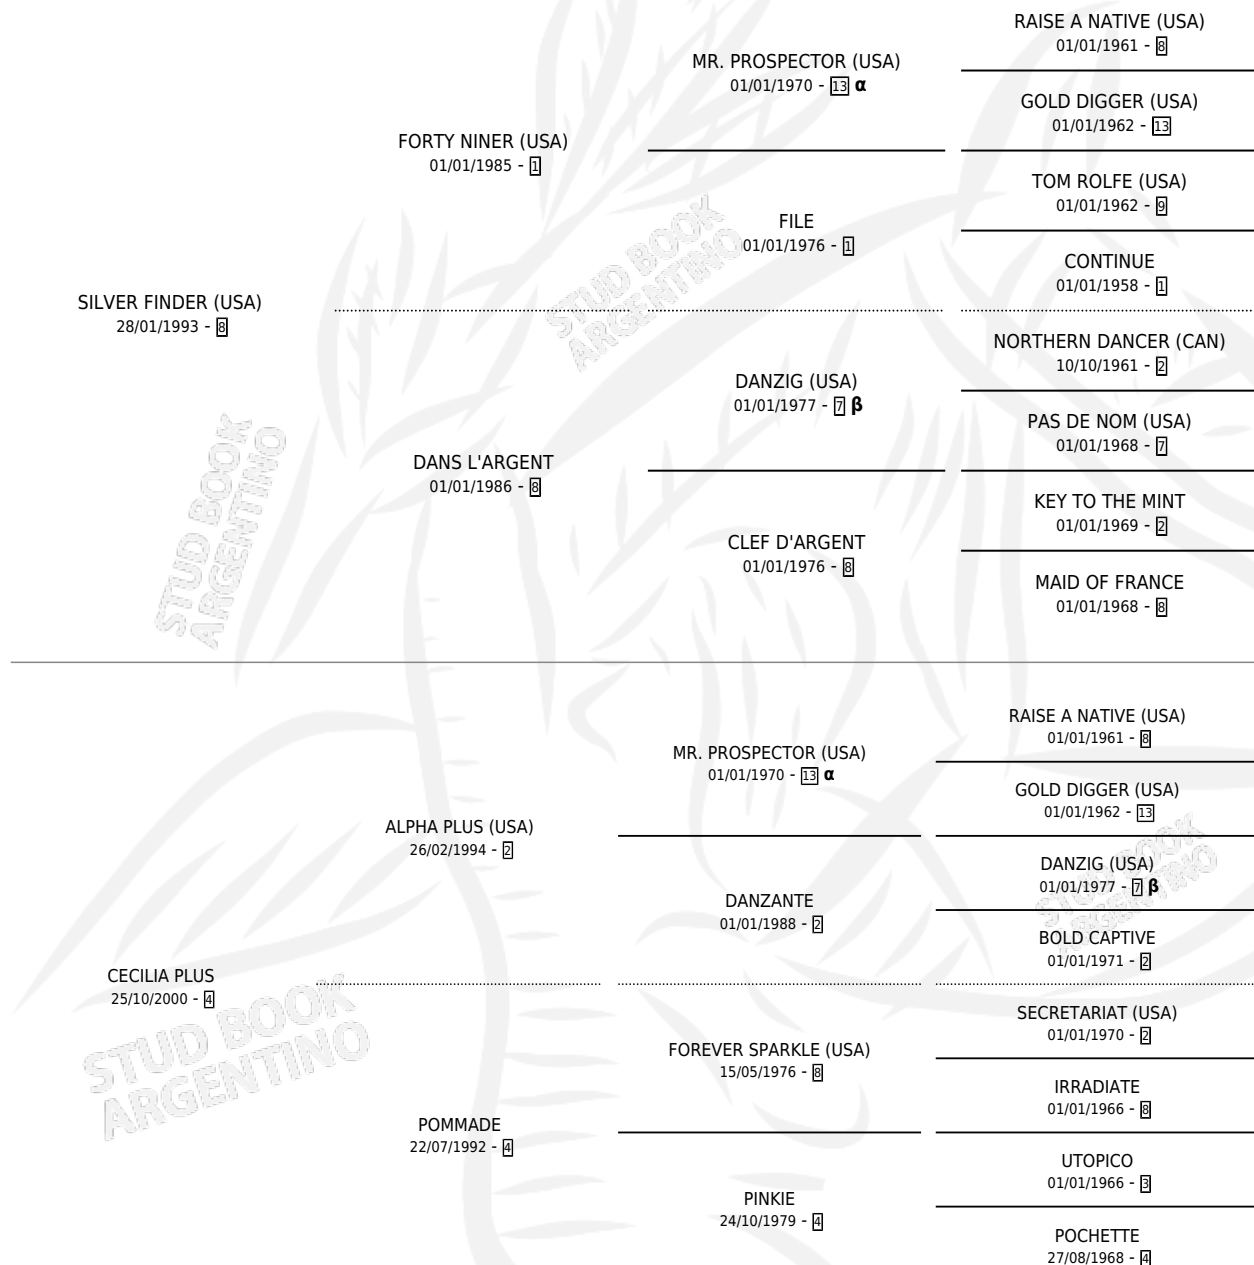 RAISE A NATIVE (USA)
01/01/1961 - 8
MR. PROSPECTOR (USA)
01/01/1970 - 13 α
GOLD DIGGER (USA)
01/01/1962 - 13
FORTY NINER (USA)
01/01/1985 - 1
TOM ROLFE (USA)
01/01/1962 - 9
FILE
01/01/1976 - 1
CONTINUE
01/01/1958 - 1
SILVER FINDER (USA)
28/01/1993 - 8
NORTHERN DANCER (CAN)
10/10/1961 - 2
DANZIG (USA)
01/01/1977 - 7 β
PAS DE NOM (USA)
01/01/1968 - 7
DANS L'ARGENT
01/01/1986 - 8
KEY TO THE MINT
01/01/1969 - 2
CLEF D'ARGENT
01/01/1976 - 8
MAID OF FRANCE
01/01/1968 - 8
STUD BOOK
ARGENTINO
STUD BOOK
ARGENTINO
RAISE A NATIVE (USA)
01/01/1961 - 8
MR. PROSPECTOR (USA)
01/01/1970 - 13 α
GOLD DIGGER (USA)
01/01/1962 - 13
ALPHA PLUS (USA)
26/02/1994 - 2
DANZIG (USA)
01/01/1977 - 7 β
DANZANTE
01/01/1988 - 2
BOLD CAPTIVE
01/01/1971 - 2
CECILIA PLUS
25/10/2000 - 4
SECRETARIAT (USA)
01/01/1970 - 2
FOREVER SPARKLE (USA)
15/05/1976 - 8
IRRADIATE
01/01/1966 - 8
POMMADE
22/07/1992 - 4
UTOPICO
01/01/1966 - 3
PINKIE
24/10/1979 - 4
POCHETTE
27/08/1968 - 4
STUD BOOK
ARGENTINO
STUD BOOK
ARGENTINO